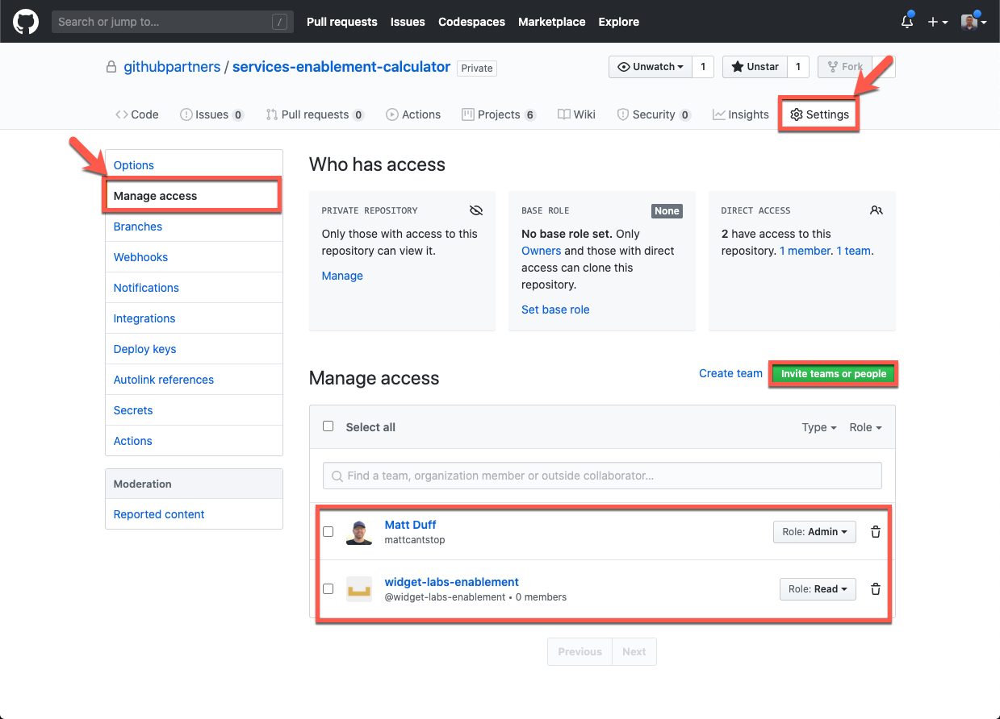 Search or jump to...
/
Pull requests
Issues
Codespaces
Marketplace
Explore
githubpartners / services-enablement-calculator
Private
Unwatch
1
Unstar
1
Fork
Code
Issues 0
Pull requests 0
Actions
Projects 6
Wiki
Security 0
Insights
Settings
Options
Manage access
Branches
Webhooks
Notifications
Integrations
Deploy keys
Autolink references
Secrets
Actions
Moderation
Reported content
Who has access
PRIVATE REPOSITORY
Only those with access to this
repository can view it.
Manage
BASE ROLE
None
No base role set. Only
Owners and those with direct
access can clone this
repository.
Set base role
DIRECT ACCESS
2 have access to this
repository. 1 member. 1 team.
Manage access
Create team
Invite teams or people
Select all
Type
Role
Find a team, organization member or outside collaborator...
Matt Duff
mattcantstop
Role: Admin
widget-labs-enablement
@widget-labs-enablement • 0 members
Role: Read
Previous
Next